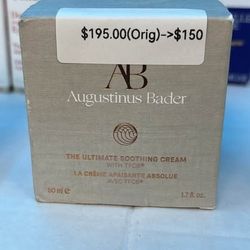 $195.00(Orig)->$150
AB
Augustinus Bader
THE ULTIMATE SOOTHING CREAM
WITH TFC8®
LA CRÈME APAISANTE ABSOLUE
AVEC TFC8®
50 ml ℮
1.7 fl. oz.